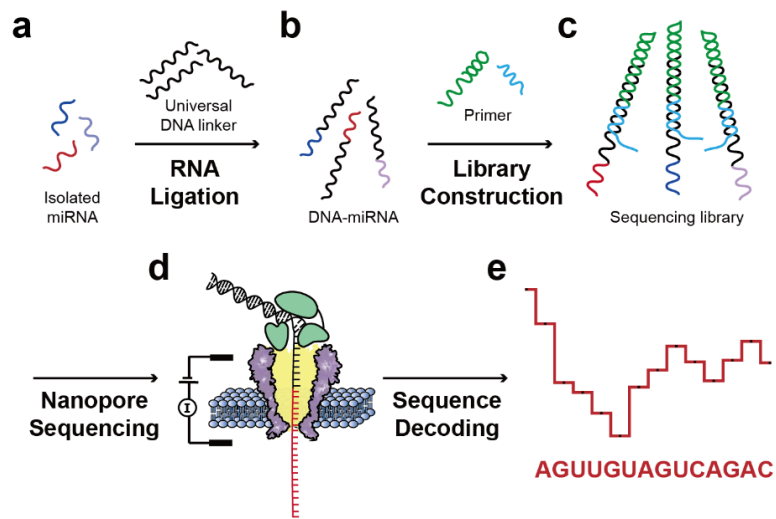 a
Universal
DNA linker
RNA
Ligation
Isolated
miRNA
b
Primer
Library
Construction
DNA-miRNA
c
Sequencing library
Nanopore
Sequencing
d
I
Sequence
Decoding
e
AGUUGUAGUCAGAC